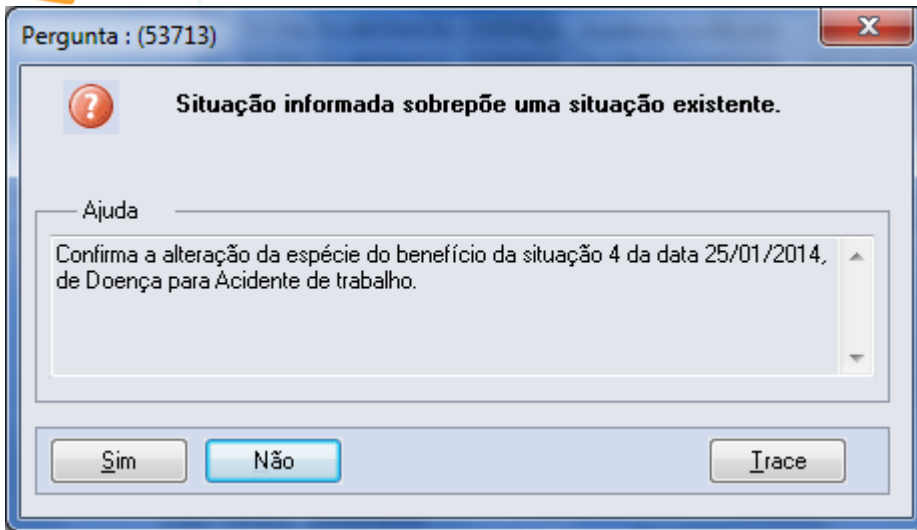 Pergunta : (53713)
Situação informada sobrepõe uma situação existente.
Ajuda
Confirma a alteração da espécie do benefício da situação 4 da data 25/01/2014,
de Doença para Acidente de trabalho.
Sim
Não
Trace